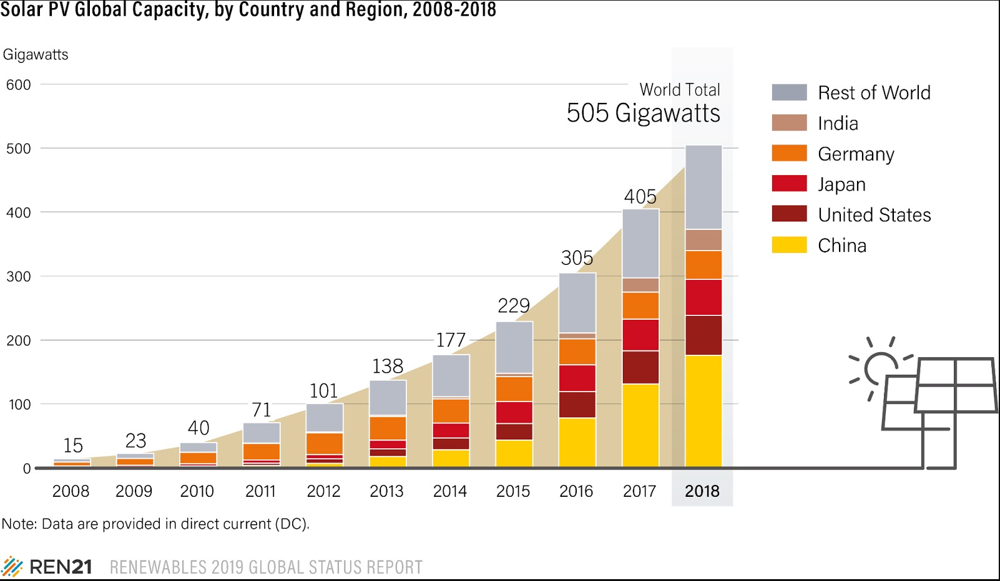 Solar PV Global Capacity, by Country and Region, 2008-2018
Gigawatts
600
500
400
300
200
100
0
World Total
505 Gigawatts
15
23
40
71
101
138
177
229
305
405
2008
2009
2010
2011
2012
2013
2014
2015
2016
2017
2018
Rest of World
India
Germany
Japan
United States
China
Note: Data are provided in direct current (DC).
REN21 RENEWABLES 2019 GLOBAL STATUS REPORT